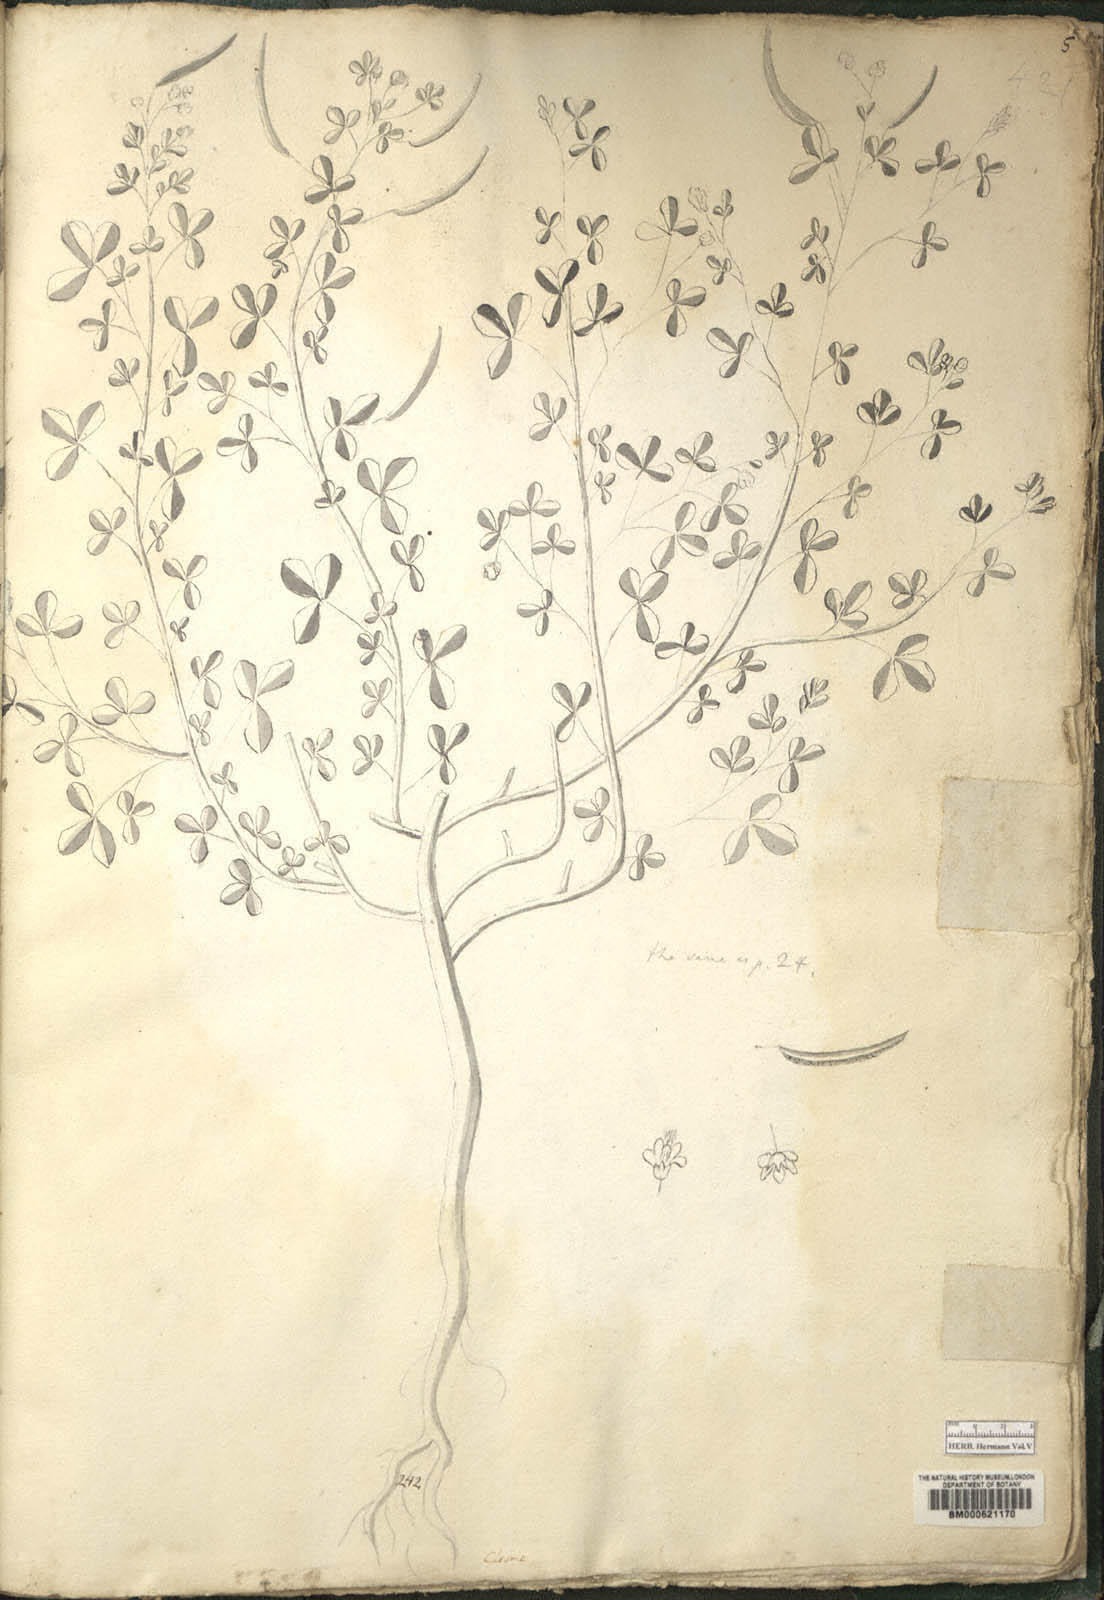 5
421
the same as p. 24.
242
Cleome
HERB. Hermann Vol.V
THE NATURAL HISTORY MUSEUM, LONDON
DEPARTMENT OF BOTANY
BM000621170